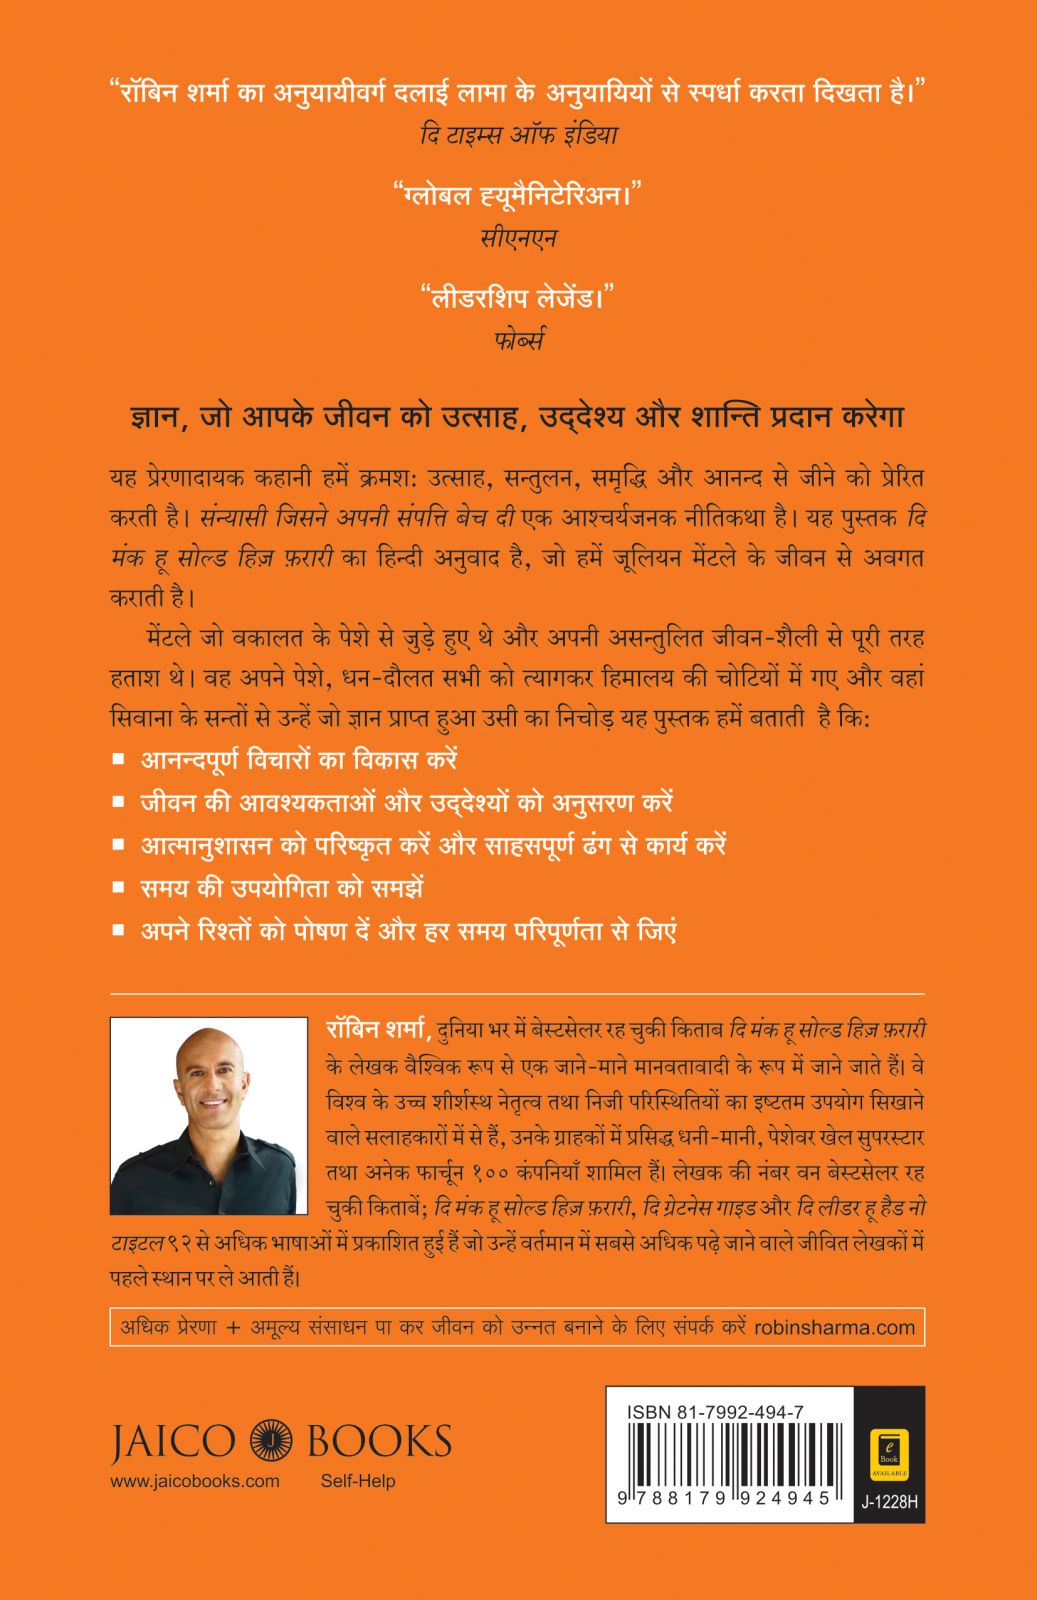 “रॉबिन शर्मा का अनुयायीवर्ग दलाई लामा के अनुयायियों से स्पर्धा करता दिखता है।”
दि टाइम्स ऑफ इंडिया
“ग्लोबल ह्यूमैनिटेरिअन।”
सीएनएन
“लीडरशिप लेजेंड।”
फोर्ब्स
ज्ञान, जो आपके जीवन को उत्साह, उद्देश्य और शान्ति प्रदान करेगा
यह प्रेरणादायक कहानी हमें क्रमश: उत्साह, सन्तुलन, समृद्धि और आनन्द से जीने को प्रेरित
करती है। संन्यासी जिसने अपनी संपत्ति बेच दी एक आश्चर्यजनक नीतिकथा है। यह पुस्तक दि
मंक हू सोल्ड हिज़ फ़रारी का हिन्दी अनुवाद है, जो हमें जूलियन मेंटले के जीवन से अवगत
कराती है।
मेंटले जो वकालत के पेशे से जुड़े हुए थे और अपनी असन्तुलित जीवन-शैली से पूरी तरह
हताश थे। वह अपने पेशे, धन-दौलत सभी को त्यागकर हिमालय की चोटियों में गए और वहां
सिवाना के सन्तों से उन्हें जो ज्ञान प्राप्त हुआ उसी का निचोड़ यह पुस्तक हमें बताती है कि:
▪ आनन्दपूर्ण विचारों का विकास करें
▪ जीवन की आवश्यकताओं और उद्देश्यों को अनुसरण करें
▪ आत्मानुशासन को परिष्कृत करें और साहसपूर्ण ढंग से कार्य करें
▪ समय की उपयोगिता को समझें
▪ अपने रिश्तों को पोषण दें और हर समय परिपूर्णता से जिएं
रॉबिन शर्मा, दुनिया भर में बेस्टसेलर रह चुकी किताब दि मंक हू सोल्ड हिज़ फ़रारी
के लेखक वैश्विक रूप से एक जाने-माने मानवतावादी के रूप में जाने जाते हैं। वे
विश्व के उच्च शीर्शस्थ नेतृत्व तथा निजी परिस्थितियों का इष्टतम उपयोग सिखाने
वाले सलाहकारों में से हैं, उनके ग्राहकों में प्रसिद्ध धनी-मानी, पेशेवर खेल सुपरस्टार
तथा अनेक फार्चून १०० कंपनियाँ शामिल हैं। लेखक की नंबर वन बेस्टसेलर रह
चुकी किताबें; दि मंक हू सोल्ड हिज़ फ़रारी, दि ग्रेटनेस गाइड और दि लीडर हू हैड नो
टाइटल ९२ से अधिक भाषाओं में प्रकाशित हुई हैं जो उन्हें वर्तमान में सबसे अधिक पढ़े जाने वाले जीवित लेखकों में
पहले स्थान पर ले आती हैं।
अधिक प्रेरणा + अमूल्य संसाधन पा कर जीवन को उन्नत बनाने के लिए संपर्क करें robinsharma.com
JAICO J BOOKS
www.jaicobooks.com Self-Help
ISBN 81-7992-494-7
9 788179 924945
e
Book
AVAILABLE
J-1228H